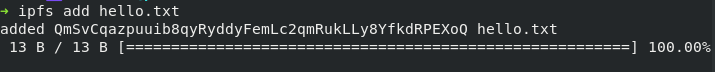 ➜ ipfs add hello.txt
added QmSvCqazpuuib8qyRyddyFemLc2qmRukLLy8YfkdRPEXoQ hello.txt
13 B / 13 B [==========================================================] 100.00%